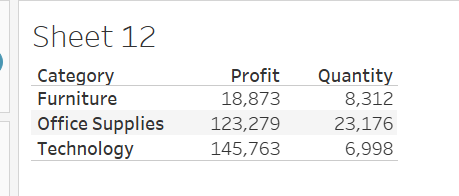 Sheet 12
Category Profit Quantity
Furniture 18,873 8,312
Office Supplies 123,279 23,176
Technology 145,763 6,998